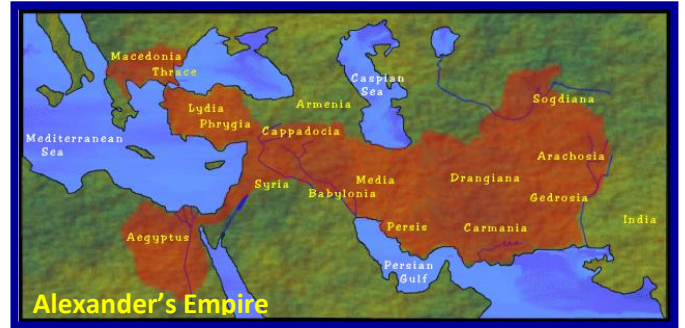 Macedonia
Thrace
Caspian
Sea
Sogdiana
Lydia
Armenia
Phrygia
Cappadocia
Mediterranean
Sea
Arachosia
Media
Drangiana
Syria
Babylonia
Gedrosia
India
Aegyptus
Persis
Carmania
Persian
Gulf
Alexander's Empire